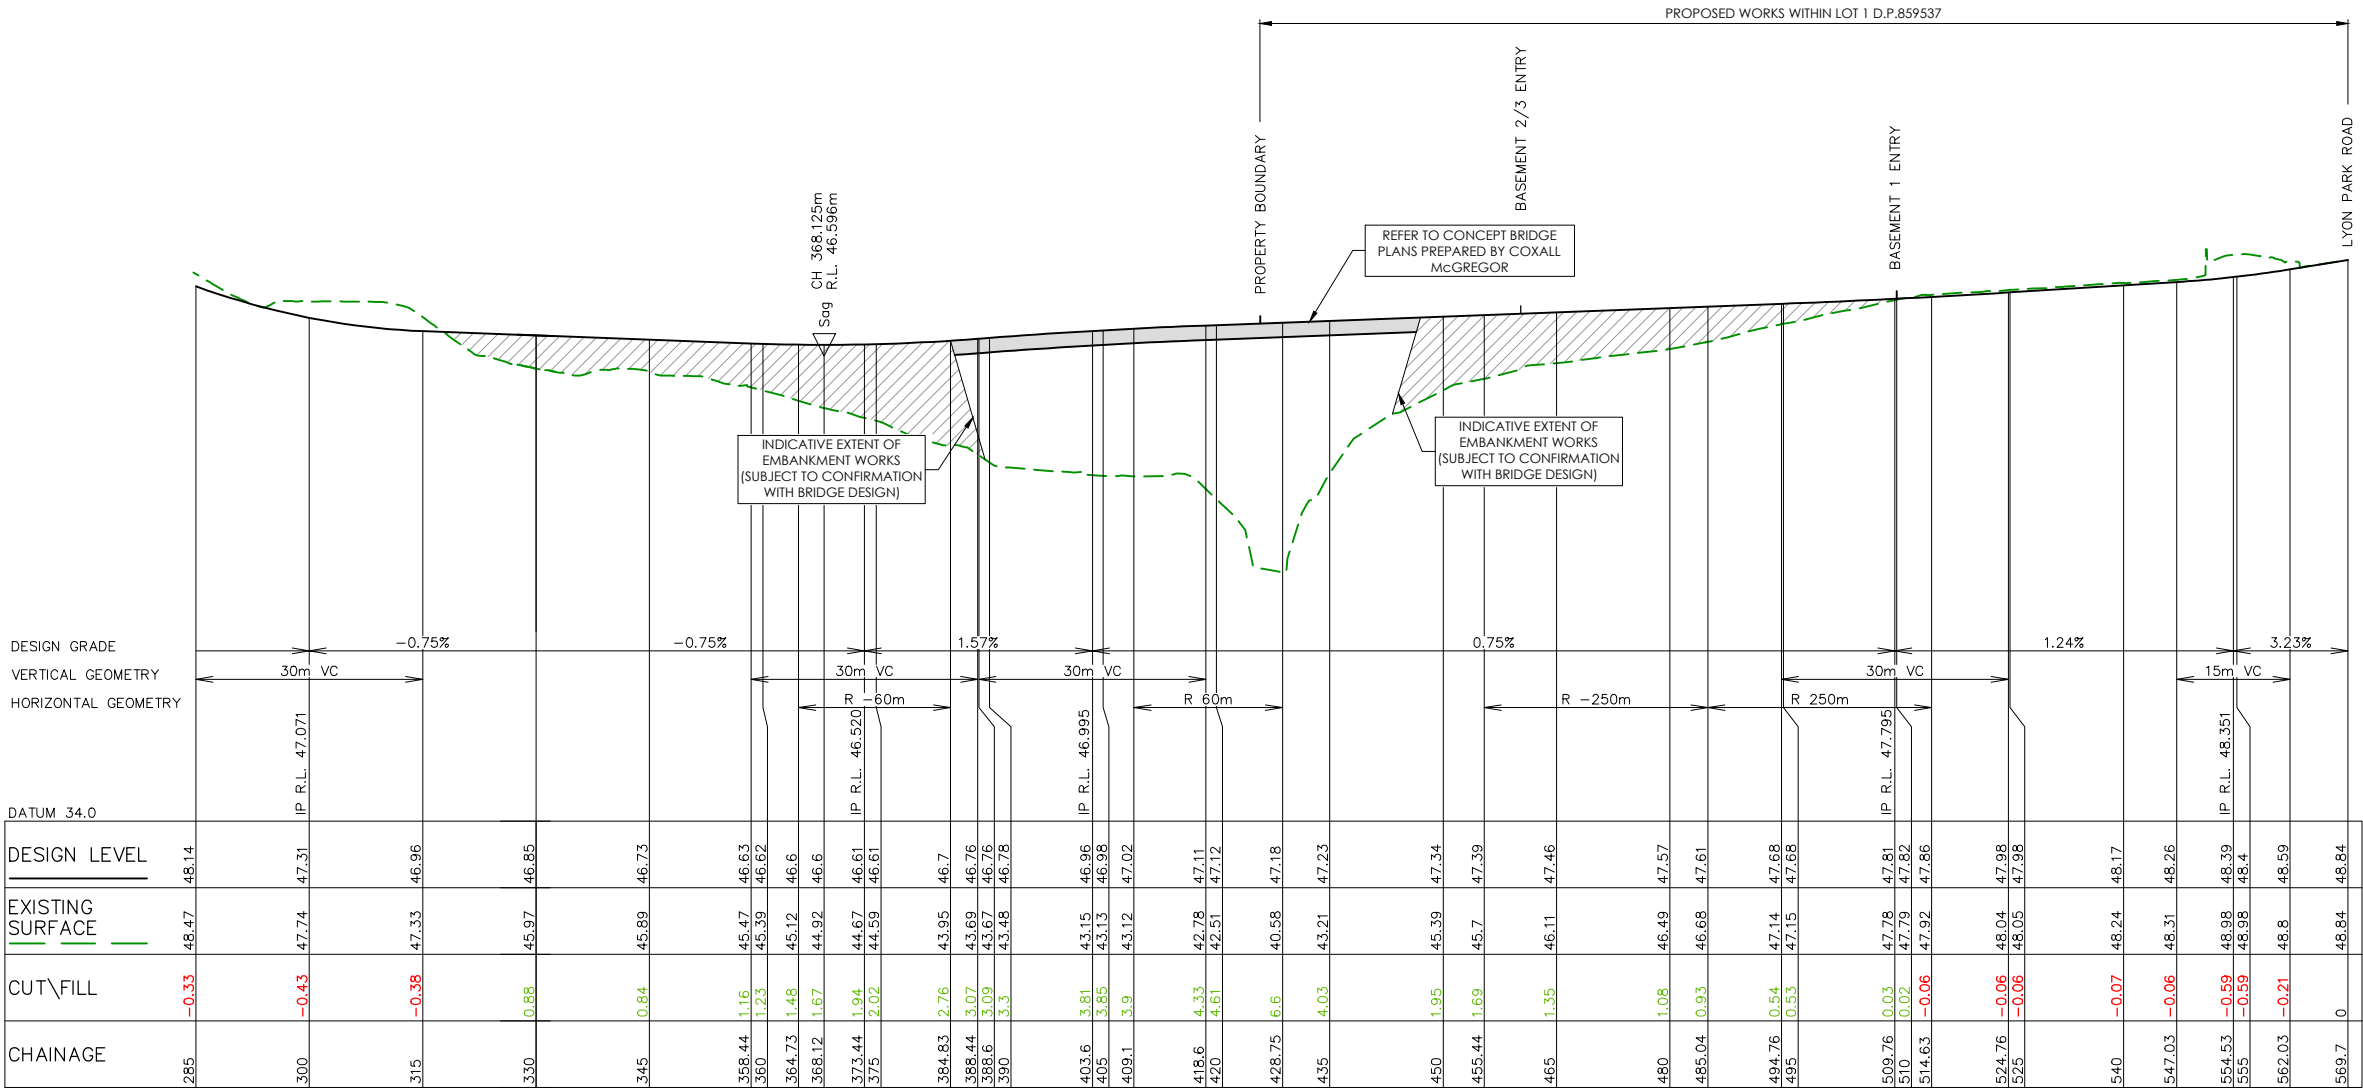 PROPOSED WORKS WITHIN LOT 1 D.P.859537
PROPERTY BOUNDARY
BASEMENT 2/3 ENTRY
BASEMENT 1 ENTRY
LYON PARK ROAD
Sag CH 368.125m
R.L. 46.596m
REFER TO CONCEPT BRIDGE
PLANS PREPARED BY COXALL
McGREGOR
INDICATIVE EXTENT OF
EMBANKMENT WORKS
(SUBJECT TO CONFIRMATION
WITH BRIDGE DESIGN)
INDICATIVE EXTENT OF
EMBANKMENT WORKS
(SUBJECT TO CONFIRMATION
WITH BRIDGE DESIGN)
DESIGN GRADE -0.75% -0.75% 1.57% 0.75% 1.24% 3.23%
VERTICAL GEOMETRY 30m VC 30m VC 30m VC 30m VC 15m VC
HORIZONTAL GEOMETRY R -60m R 60m R -250m R 250m
IP R.L. 47.071
IP R.L. 46.520
IP R.L. 46.995
IP R.L. 47.795
IP R.L. 48.351
DATUM 34.0
DESIGN LEVEL 48.14 47.31 46.96 46.85 46.73 46.63 46.62 46.6 46.6 46.61 46.61 46.7 46.76 46.76 46.78 46.96 46.98 47.02 47.11 47.12 47.18 47.23 47.34 47.39 47.46 47.57 47.61 47.68 47.68 47.81 47.82 47.86 47.98 47.98 48.17 48.26 48.39 48.4 48.59 48.84
EXISTING
SURFACE 48.47 47.74 47.33 45.97 45.89 45.47 45.39 45.12 44.92 44.67 44.59 43.95 43.69 43.67 43.48 43.15 43.13 43.12 42.78 42.51 40.58 43.21 45.39 45.7 46.11 46.49 46.68 47.14 47.15 47.78 47.79 47.92 48.04 48.05 48.24 48.31 48.98 48.98 48.8 48.84
CUT\FILL -0.33 -0.43 -0.38 0.88 0.84 1.16 1.23 1.48 1.67 1.94 2.02 2.76 3.07 3.09 3.3 3.81 3.85 3.9 4.33 4.61 6.6 4.03 1.95 1.69 1.35 1.08 0.93 0.54 0.53 0.03 0.02 -0.06 -0.06 -0.06 -0.07 -0.06 -0.59 -0.59 -0.21 0
CHAINAGE 285 300 315 330 345 358.44 360 364.73 368.12 373.44 375 384.83 388.44 388.6 390 403.6 405 409.1 418.6 420 428.75 435 450 455.44 465 480 485.04 494.76 495 509.76 510 514.63 524.76 525 540 547.03 554.53 555 562.03 569.7